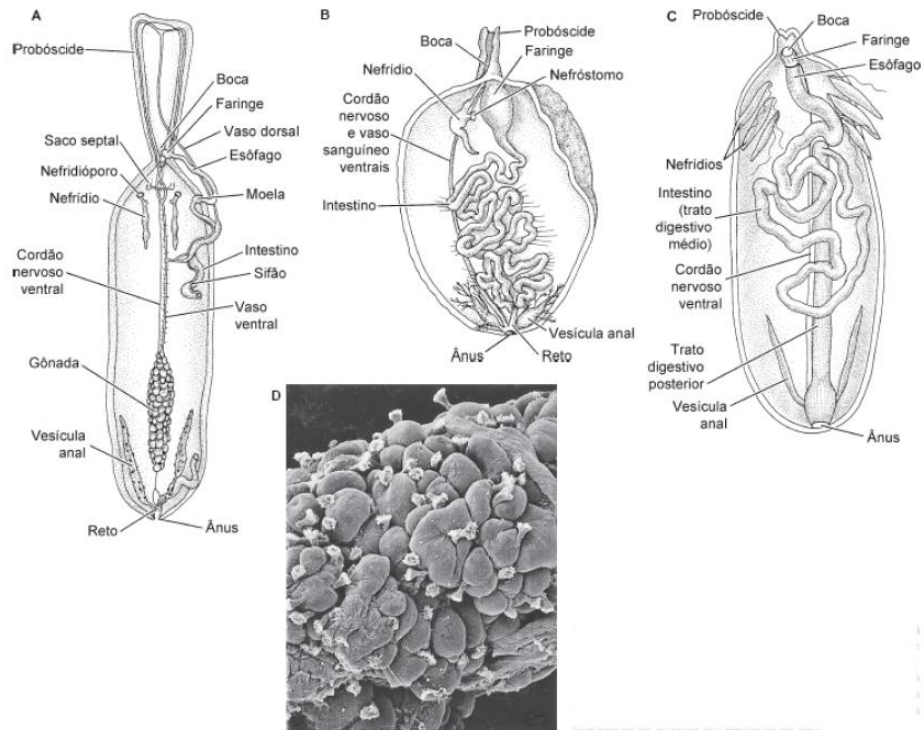 A
Probóscide
Boca
Faringe
Vaso dorsal
Saco septal
Esôfago
Nefridióporo
Moela
Nefrídio
Intestino
Cordão
nervoso
ventral
Sifão
Vaso
ventral
Gônada
Vesícula
anal
Reto
Ânus
B
Probóscide
Boca
Faringe
Nefrídio
Nefróstomo
Cordão
nervoso
e vaso
sanguíneo
ventrais
Intestino
Vesícula anal
Ânus
Reto
C
Probóscide
Boca
Faringe
Esôfago
Nefrídios
Intestino
(trato
digestivo
médio)
Cordão
nervoso
ventral
Trato
digestivo
posterior
Vesícula
anal
Ânus
D